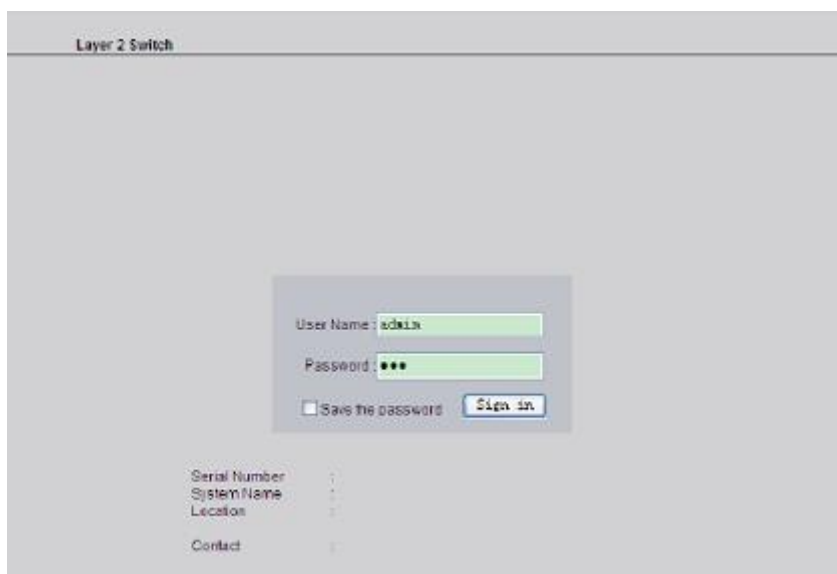 Layer 2 Switch
User Name : admin
Password : •••
Save the password Sign in
Serial Number :
System Name :
Location :
Contact :